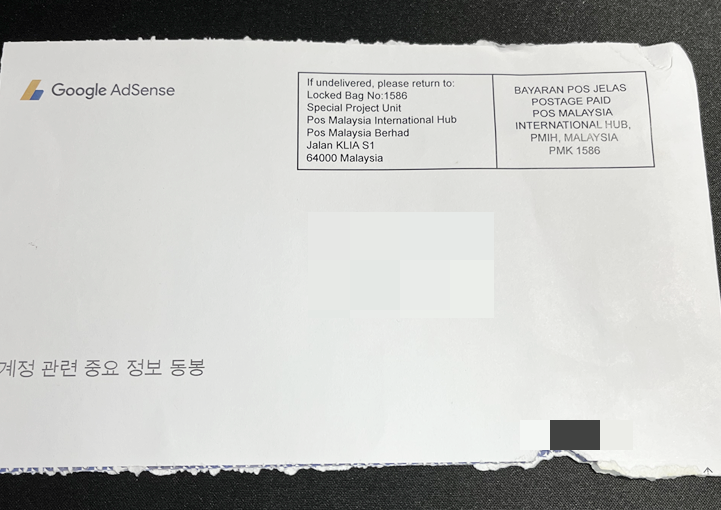 Google AdSense
If undelivered, please return to:
Locked Bag No:1586
Special Project Unit
Pos Malaysia International Hub
Pos Malaysia Berhad
Jalan KLIA S1
64000 Malaysia
BAYARAN POS JELAS
POSTAGE PAID
POS MALAYSIA
INTERNATIONAL HUB,
PMIH, MALAYSIA
PMK 1586
계정 관련 중요 정보 동봉